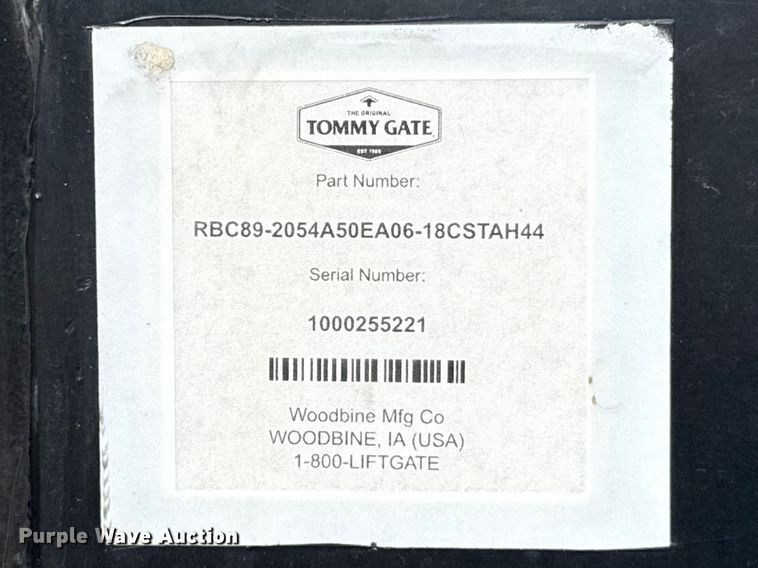 THE ORIGINAL
TOMMY GATE
EST 1965
Part Number:
RBC89-2054A50EA06-18CSTAH44
Serial Number:
1000255221
Woodbine Mfg Co
WOODBINE, IA (USA)
1-800-LIFTGATE
Purple Wave Auction